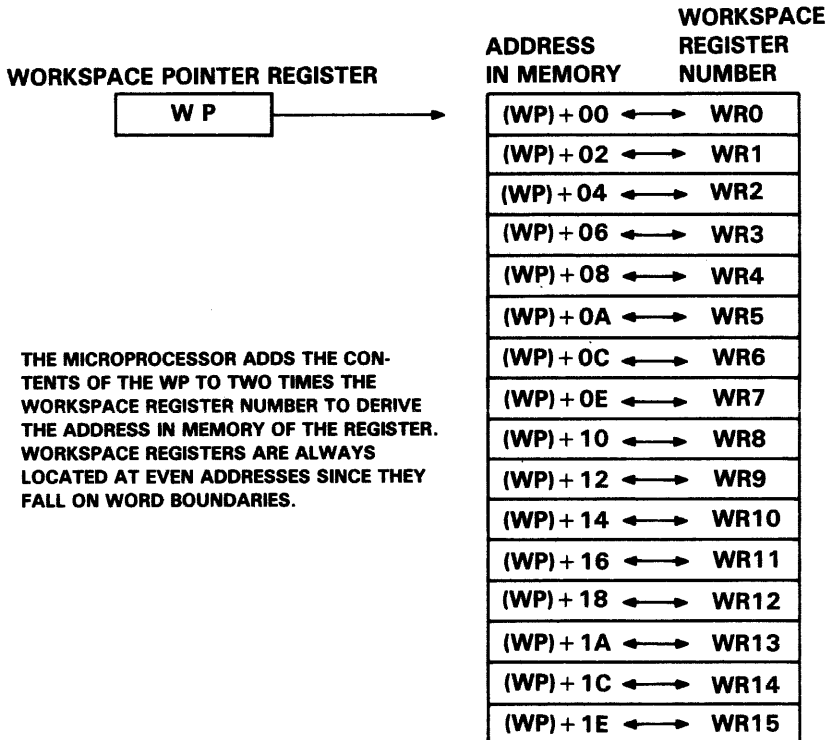 WORKSPACE POINTER REGISTER
W P
ADDRESS
IN MEMORY
WORKSPACE
REGISTER
NUMBER
(WP) + 00 WR0
(WP) + 02 WR1
(WP) + 04 WR2
(WP) + 06 WR3
(WP) + 08 WR4
(WP) + 0A WR5
(WP) + 0C WR6
(WP) + 0E WR7
(WP) + 10 WR8
(WP) + 12 WR9
(WP) + 14 WR10
(WP) + 16 WR11
(WP) + 18 WR12
(WP) + 1A WR13
(WP) + 1C WR14
(WP) + 1E WR15
THE MICROPROCESSOR ADDS THE CON-
TENTS OF THE WP TO TWO TIMES THE
WORKSPACE REGISTER NUMBER TO DERIVE
THE ADDRESS IN MEMORY OF THE REGISTER.
WORKSPACE REGISTERS ARE ALWAYS
LOCATED AT EVEN ADDRESSES SINCE THEY
FALL ON WORD BOUNDARIES.